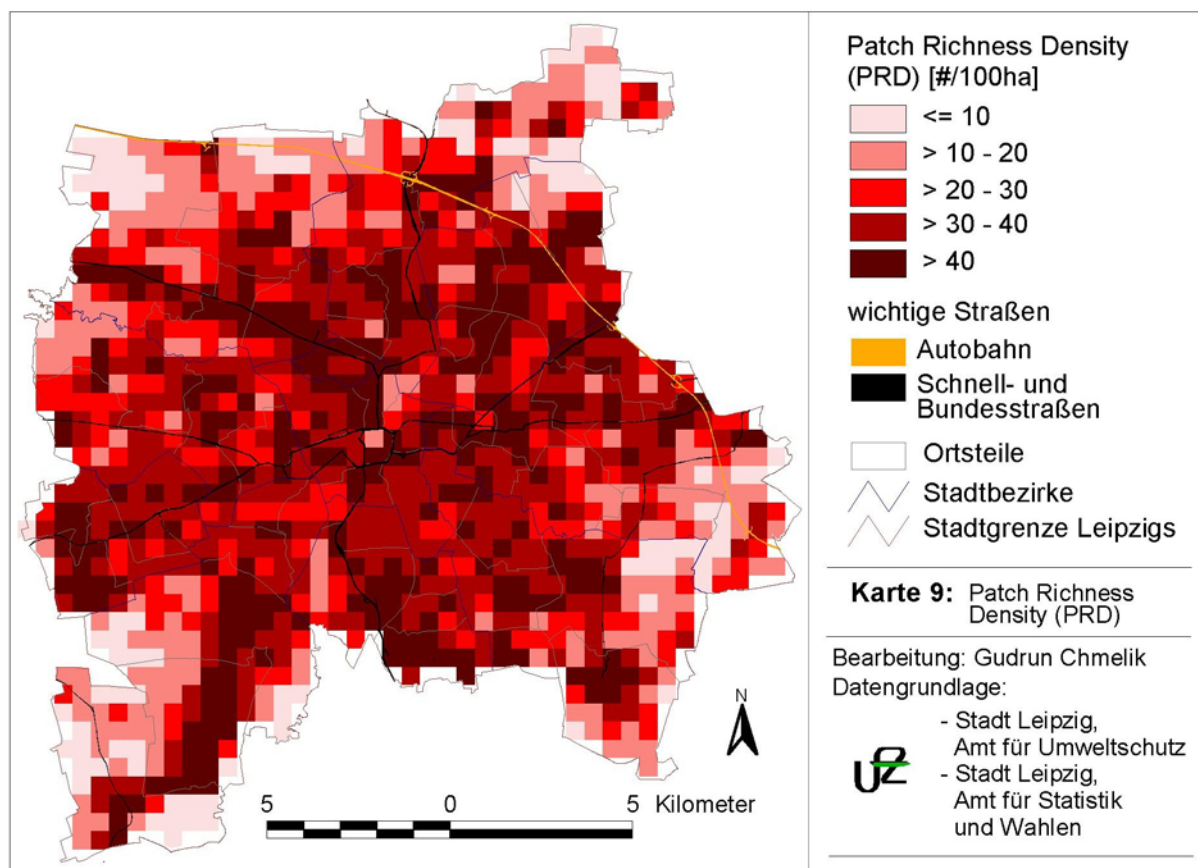 Patch Richness Density
(PRD) [#/100ha]
<= 10
> 10 - 20
> 20 - 30
> 30 - 40
> 40
wichtige Straßen
Autobahn
Schnell- und
Bundesstraßen
Ortsteile
Stadtbezirke
Stadtgrenze Leipzigs
Karte 9: Patch Richness
Density (PRD)
Bearbeitung: Gudrun Chmelik
Datengrundlage:
- Stadt Leipzig,
Amt für Umweltschutz
- Stadt Leipzig,
Amt für Statistik
und Wahlen
UFZ
N
5 0 5 Kilometer